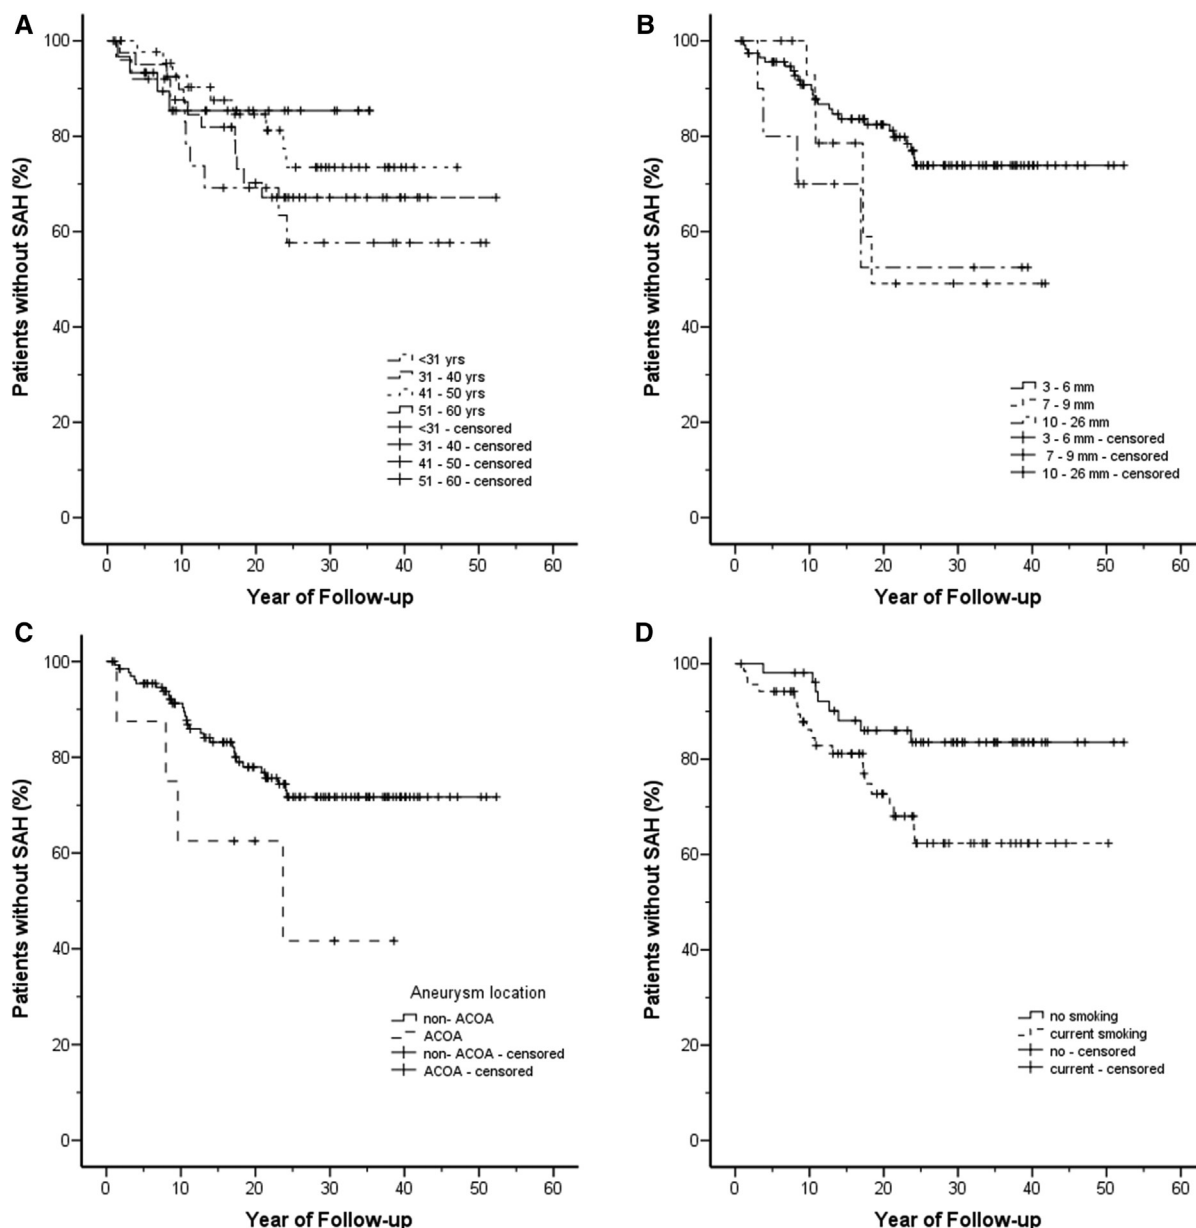 A
Patients without SAH (%)
100
80
60
40
20
0
<31 yrs
31 - 40 yrs
41 - 50 yrs
51 - 60 yrs
<31 - censored
31 - 40 - censored
41 - 50 - censored
51 - 60 - censored
0 10 20 30 40 50 60
Year of Follow-up
B
Patients without SAH (%)
100
80
60
40
20
0
3 - 6 mm
7 - 9 mm
10 - 26 mm
3 - 6 mm - censored
7 - 9 mm - censored
10 - 26 mm - censored
0 10 20 30 40 50 60
Year of Follow-up
C
Patients without SAH (%)
100
80
60
40
20
0
Aneurysm location
non- ACOA
ACOA
non- ACOA - censored
ACOA - censored
0 10 20 30 40 50 60
Year of Follow-up
D
Patients without SAH (%)
100
80
60
40
20
0
no smoking
current smoking
no - censored
current - censored
0 10 20 30 40 50 60
Year of Follow-up